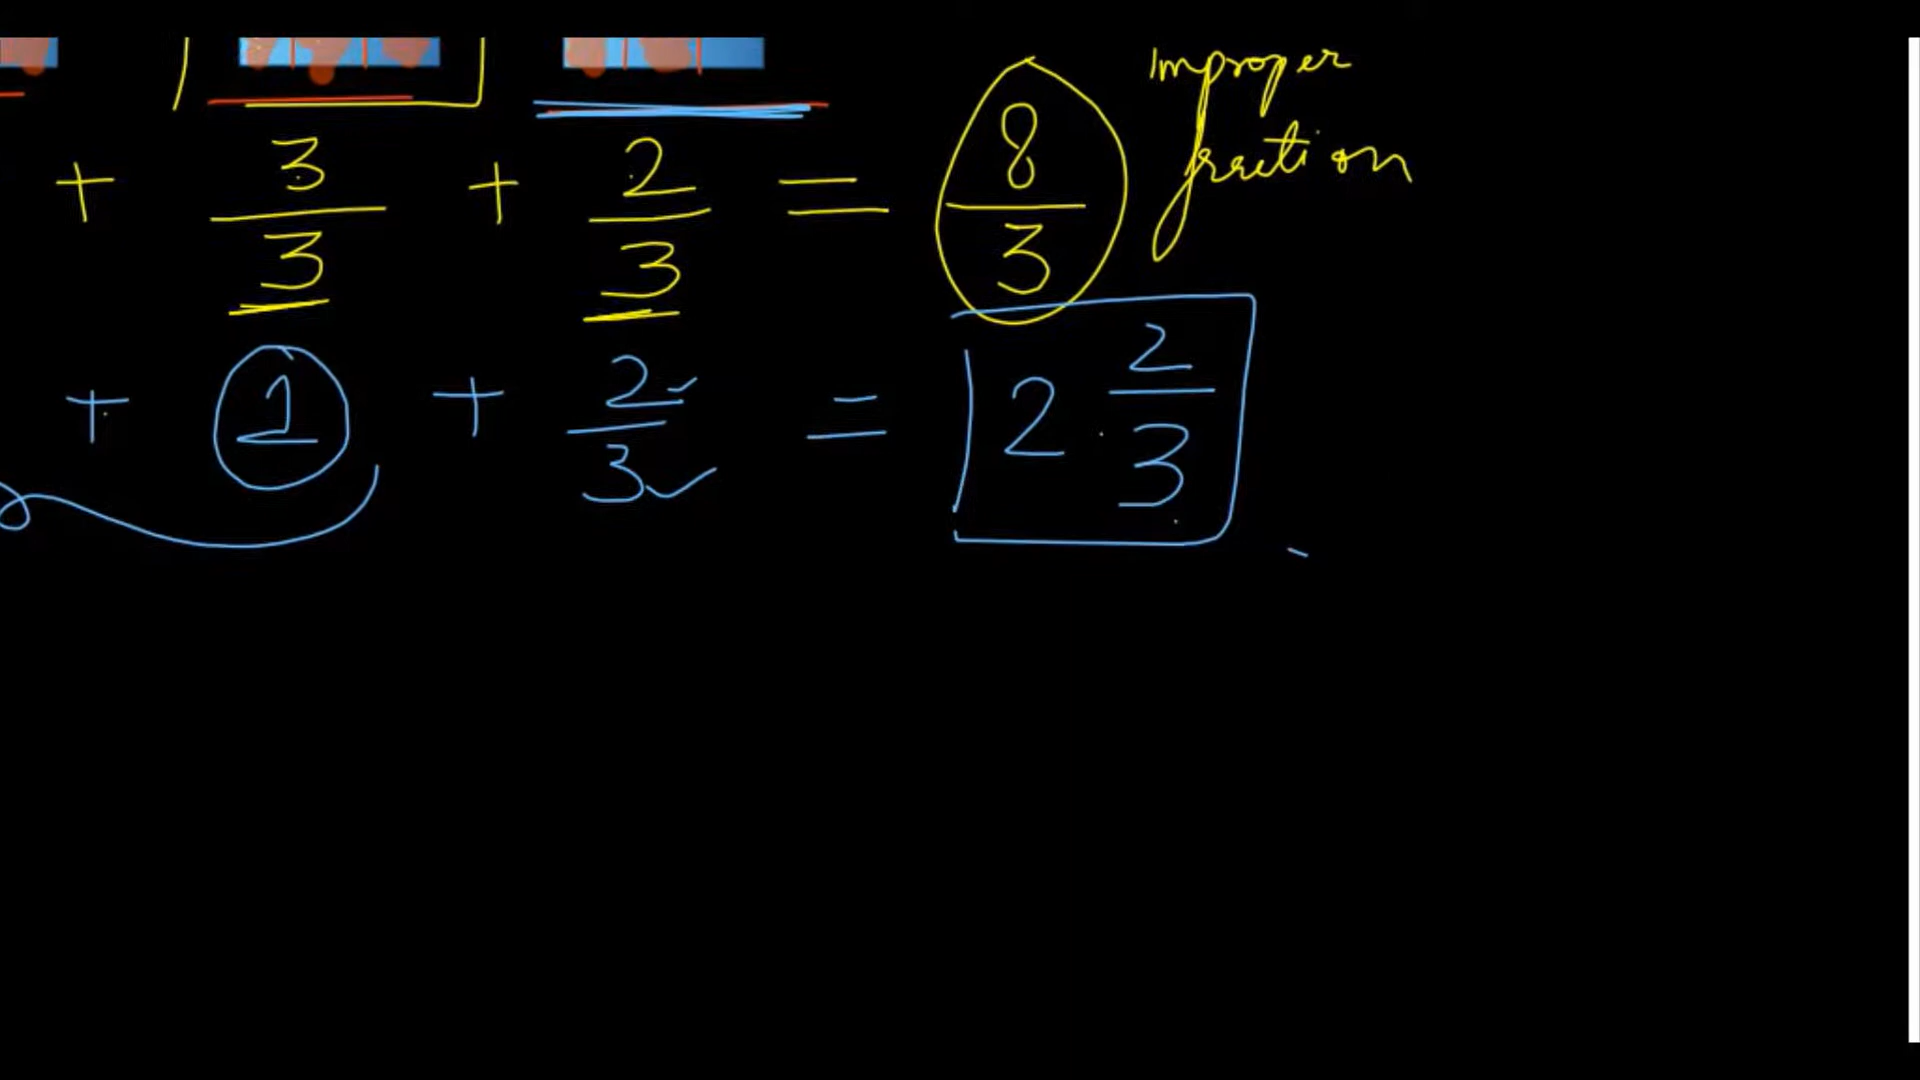 Improper
fraction
+ 3/3 + 2/3 = 8/3
+ 1 + 2/3 = 2 2/3